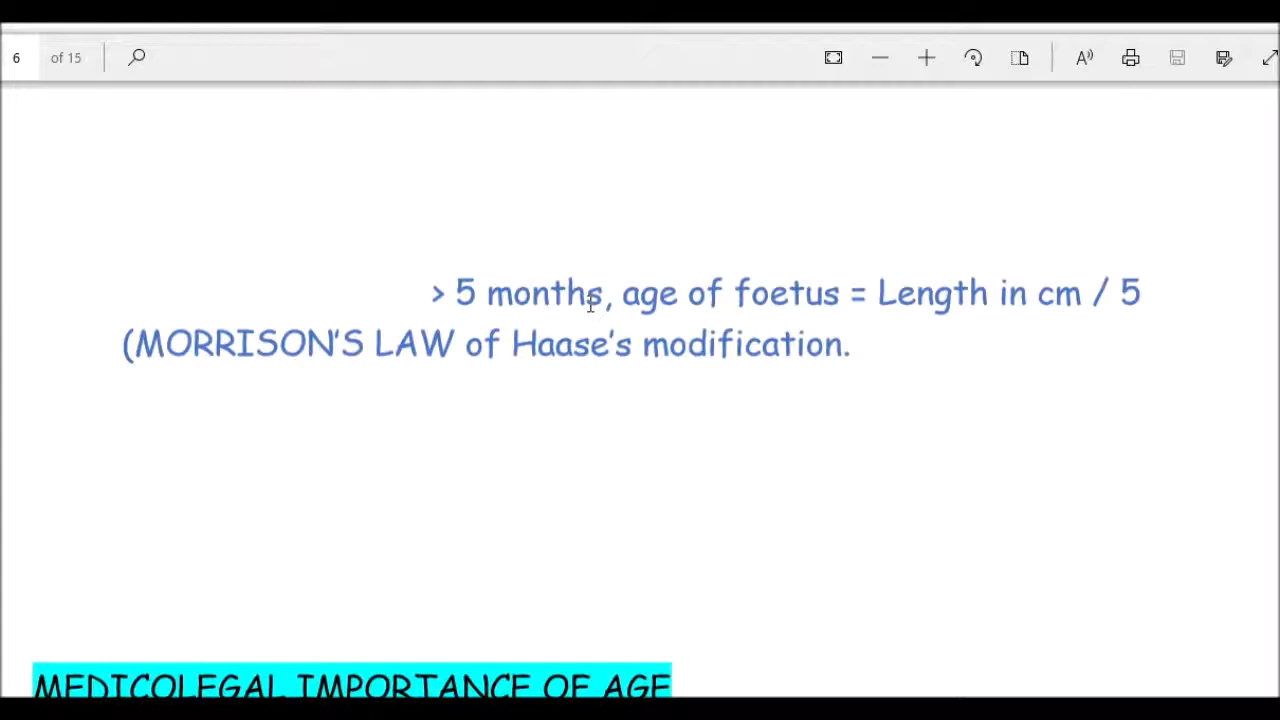 6 of 15
> 5 months, age of foetus = Length in cm / 5
(MORRISON'S LAW of Haase's modification.
MEDICOLEGAL IMPORTANCE OF AGE